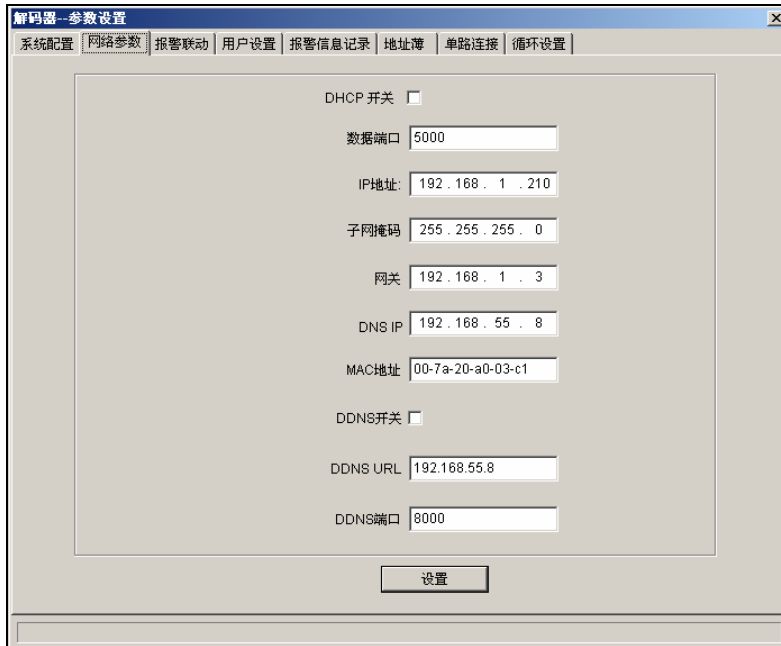 解码器--参数设置
系统配置 网络参数 报警联动 用户设置 报警信息记录 地址薄 单路连接 循环设置
DHCP 开关
数据端口 5000
IP地址: 192 . 168 . 1 . 210
子网掩码 255 . 255 . 255 . 0
网关 192 . 168 . 1 . 3
DNS IP 192 . 168 . 55 . 8
MAC地址 00-7a-20-a0-03-c1
DDNS开关
DDNS URL 192.168.55.8
DDNS端口 8000
设置